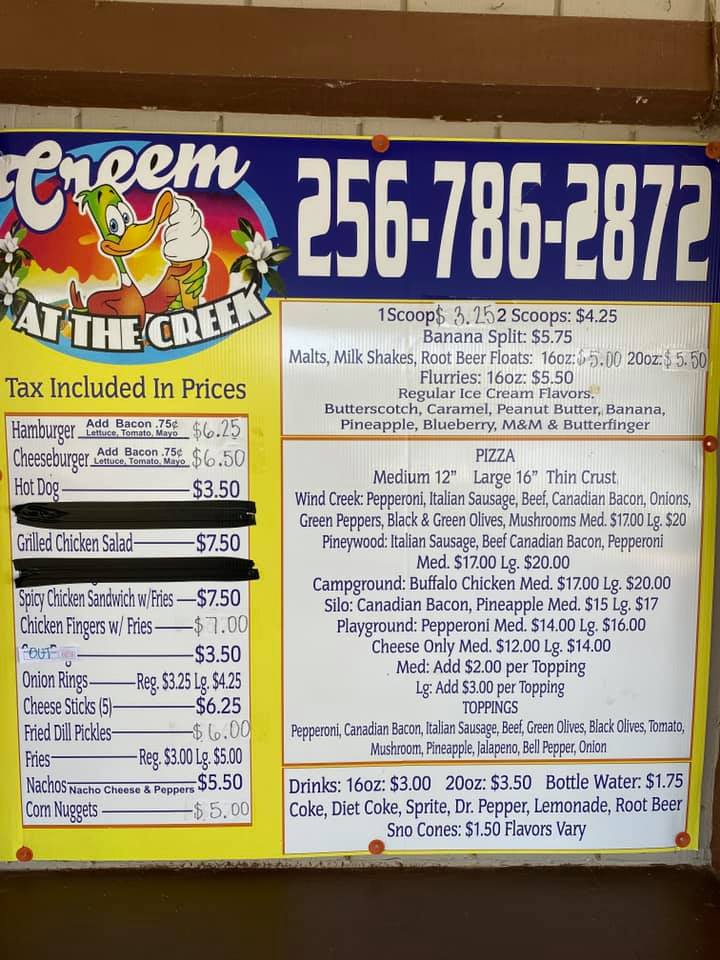 Creem
AT THE CREEK
256-786-2872
Tax Included In Prices
Hamburger Add Bacon .75¢ Lettuce, Tomato, Mayo $6.25
Cheeseburger Add Bacon .75¢ Lettuce, Tomato, Mayo $6.50
Hot Dog $3.50
Grilled Chicken Salad $7.50
Spicy Chicken Sandwich w/Fries $7.50
Chicken Fingers w/ Fries $7.00
OUT $3.50
Onion Rings Reg. $3.25 Lg. $4.25
Cheese Sticks (5) $6.25
Fried Dill Pickles $6.00
Fries Reg. $3.00 Lg. $5.00
Nachos Nacho Cheese & Peppers $5.50
Corn Nuggets $5.00
1Scoop$ 3.25 2 Scoops: $4.25
Banana Split: $5.75
Malts, Milk Shakes, Root Beer Floats: 16oz:$5.00 20oz:$5.50
Flurries: 16oz: $5.50
Regular Ice Cream Flavors.
Butterscotch, Caramel, Peanut Butter, Banana,
Pineapple, Blueberry, M&M & Butterfinger
PIZZA
Medium 12” Large 16” Thin Crust
Wind Creek: Pepperoni, Italian Sausage, Beef, Canadian Bacon, Onions,
Green Peppers, Black & Green Olives, Mushrooms Med. $17.00 Lg. $20
Pineywood: Italian Sausage, Beef Canadian Bacon, Pepperoni
Med. $17.00 Lg. $20.00
Campground: Buffalo Chicken Med. $17.00 Lg. $20.00
Silo: Canadian Bacon, Pineapple Med. $15 Lg. $17
Playground: Pepperoni Med. $14.00 Lg. $16.00
Cheese Only Med. $12.00 Lg. $14.00
Med: Add $2.00 per Topping
Lg: Add $3.00 per Topping
TOPPINGS
Pepperoni, Canadian Bacon, Italian Sausage, Beef, Green Olives, Black Olives, Tomato,
Mushroom, Pineapple, Jalapeno, Bell Pepper, Onion
Drinks: 16oz: $3.00 20oz: $3.50 Bottle Water: $1.75
Coke, Diet Coke, Sprite, Dr. Pepper, Lemonade, Root Beer
Sno Cones: $1.50 Flavors Vary